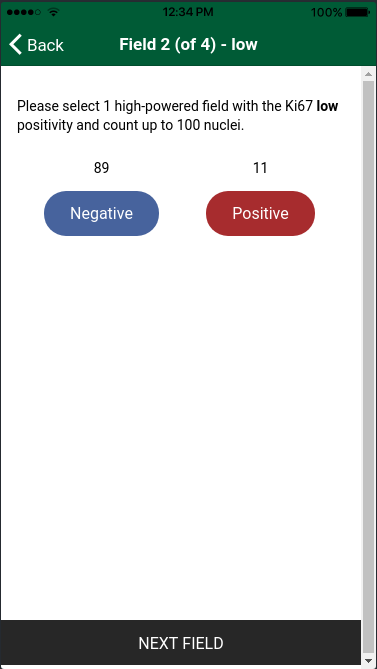 12:34 PM 100%
Back Field 2 (of 4) - low
Please select 1 high-powered field with the Ki67 low
positivity and count up to 100 nuclei.
89 11
Negative Positive
NEXT FIELD